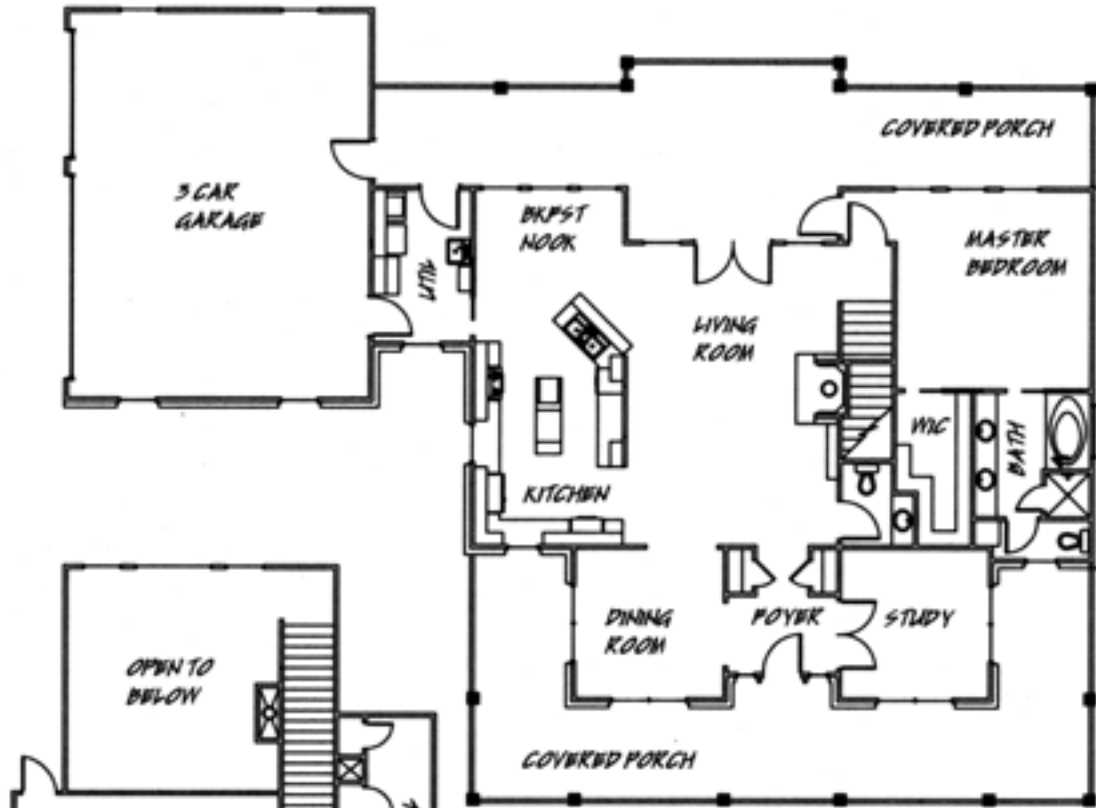 COVERED PORCH
3 CAR
GARAGE
BKFST
NOOK
MASTER
BEDROOM
UTIL
LIVING
ROOM
WIC
BATH
KITCHEN
DINING
ROOM
FOYER
STUDY
OPEN TO
BELOW
COVERED PORCH